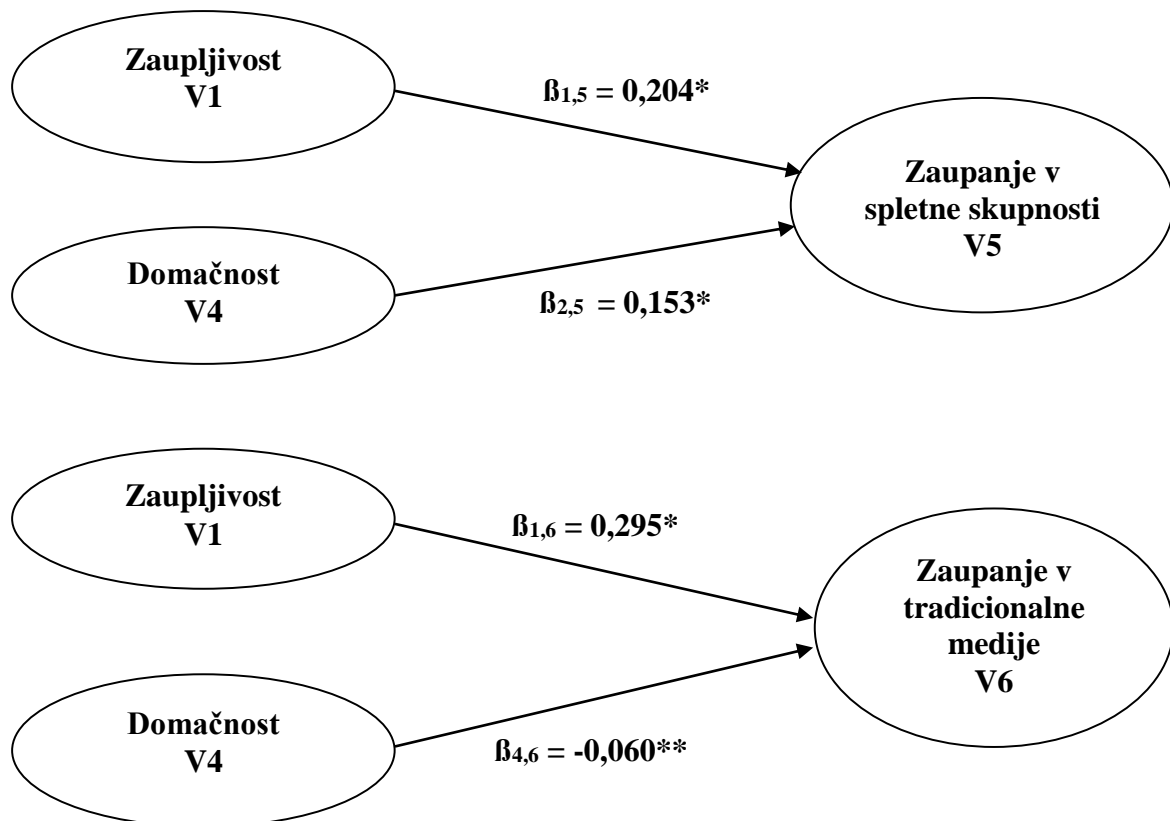 Zaupljivost
V1
ß1,5 = 0,204*
Zaupanje v
spletne skupnosti
V5
Domačnost
V4
ß2,5 = 0,153*
Zaupljivost
V1
ß1,6 = 0,295*
Zaupanje v
tradicionalne
medije
V6
Domačnost
V4
ß4,6 = -0,060**